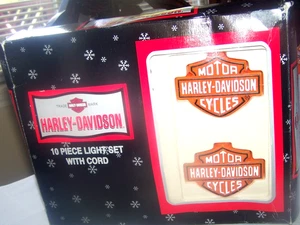 HARLEY-DAVIDSON
10 PIECE LIGHT SET
WITH CORD
MOTOR
HARLEY-DAVIDSON
CYCLES
MOTOR
HARLEY-DAVIDSON
CYCLES